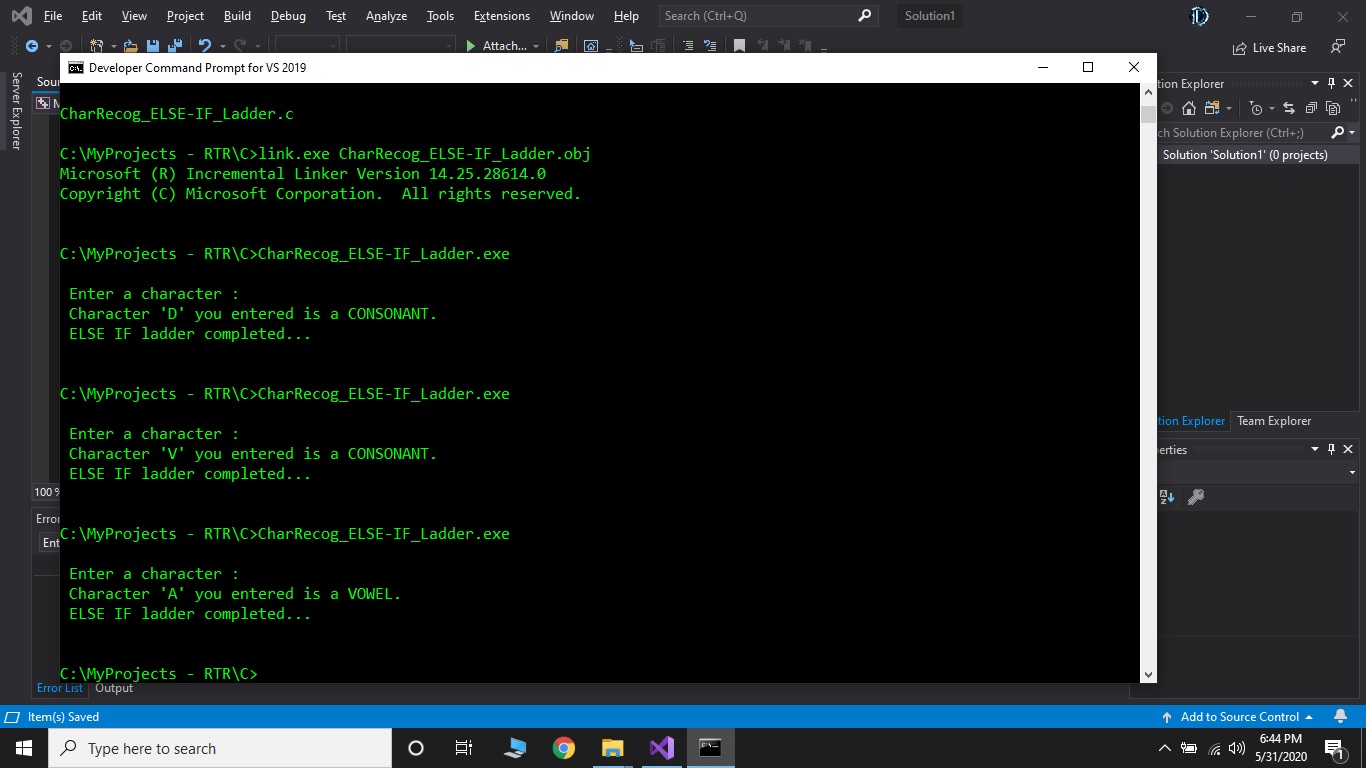 File Edit View Project Build Debug Test Analyze Tools Extensions Window Help Search (Ctrl+Q) Solution1
Attach...
Live Share
Server Explorer
Developer Command Prompt for VS 2019
CharRecog_ELSE-IF_Ladder.c
C:\MyProjects - RTR\C>link.exe CharRecog_ELSE-IF_Ladder.obj
Microsoft (R) Incremental Linker Version 14.25.28614.0
Copyright (C) Microsoft Corporation.  All rights reserved.
C:\MyProjects - RTR\C>CharRecog_ELSE-IF_Ladder.exe
Enter a character :
Character 'D' you entered is a CONSONANT.
ELSE IF ladder completed...
C:\MyProjects - RTR\C>CharRecog_ELSE-IF_Ladder.exe
Enter a character :
Character 'V' you entered is a CONSONANT.
ELSE IF ladder completed...
C:\MyProjects - RTR\C>CharRecog_ELSE-IF_Ladder.exe
Enter a character :
Character 'A' you entered is a VOWEL.
ELSE IF ladder completed...
C:\MyProjects - RTR\C>
Sou
M
100 %
Error
Ent
tion Explorer
ch Solution Explorer (Ctrl+;)
Solution 'Solution1' (0 projects)
tion Explorer Team Explorer
erties
Error List Output
Item(s) Saved
Add to Source Control
Type here to search
6:44 PM
5/31/2020
1